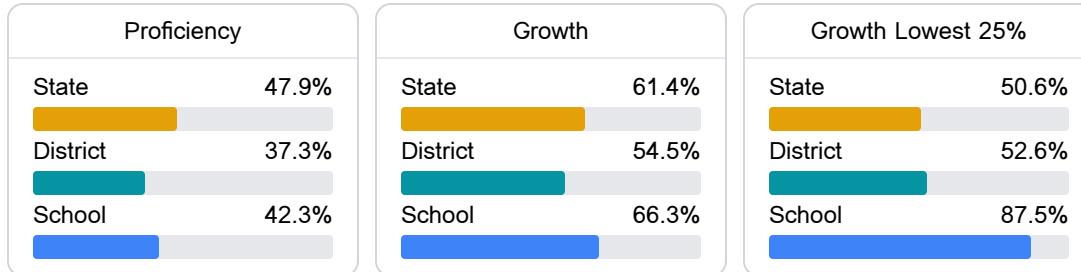 Proficiency
State 47.9%
District 37.3%
School 42.3%
Growth
State 61.4%
District 54.5%
School 66.3%
Growth Lowest 25%
State 50.6%
District 52.6%
School 87.5%